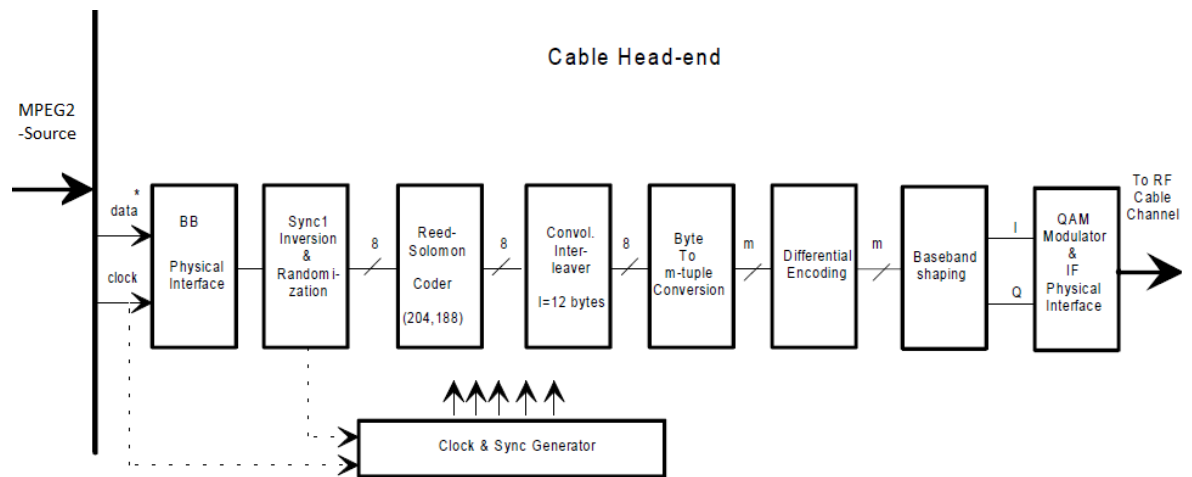 Cable Head-end
MPEG2
-Source
*
data
clock
BB
Physical
Interface
Sync1
Inversion
&
Randomi-
zation
8
Reed-
Solomon
Coder
(204,188)
8
Convol.
Inter-
leaver
I=12 bytes
8
Byte
To
m-tuple
Conversion
m
Differential
Encoding
m
Baseband
shaping
I
Q
QAM
Modulator
&
IF
Physical
Interface
To RF
Cable
Channel
Clock & Sync Generator